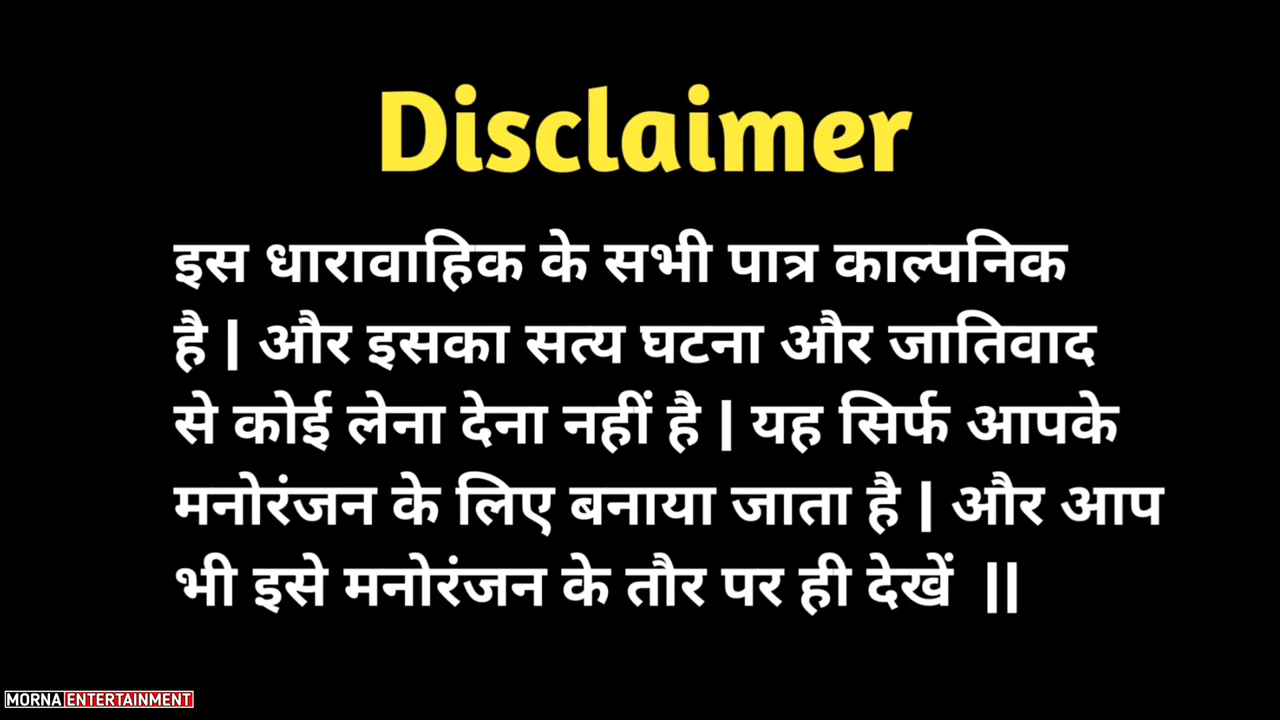 Disclaimer
इस धारावाहिक के सभी पात्र काल्पनिक
है | और इसका सत्य घटना और जातिवाद
से कोई लेना देना नहीं है | यह सिर्फ आपके
मनोरंजन के लिए बनाया जाता है | और आप
भी इसे मनोरंजन के तौर पर ही देखें ||
MORNA ENTERTAINMENT